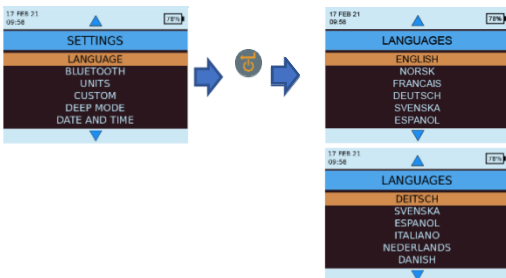 17 FEB 21
09:58
78%
SETTINGS
LANGUAGE
BLUETOOTH
UNITS
CUSTOM
DEEP MODE
DATE AND TIME
17 FEB 21
09:58
78%
LANGUAGES
ENGLISH
NORSK
FRANCAIS
DEUTSCH
SVENSKA
ESPANOL
17 FEB 21
09:58
78%
LANGUAGES
DEITSCH
SVENSKA
ESPANOL
ITALIANO
NEDERLANDS
DANISH